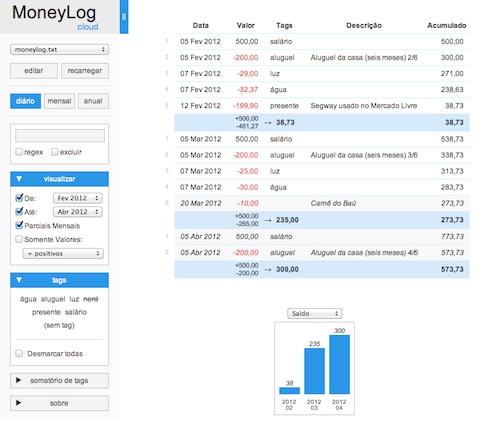 MoneyLog
cloud
||
moneylog.txt
editar recarregar
diário mensal anual
regex excluir
▼ visualizar
De: Fev 2012
Até: Abr 2012
Parciais Mensais
Somente Valores:
+ positivos
▼ tags
água aluguel luz nerd
presente salário
(sem tag)
Desmarcar todas
▶ somatório de tags
▶ sobre
Data Valor Tags Descrição Acumulado
1 05 Fev 2012 500,00 salário 500,00
2 05 Fev 2012 -200,00 aluguel Aluguel da casa (seis meses) 2/6 300,00
3 07 Fev 2012 -29,00 luz 271,00
4 07 Fev 2012 -32,37 água 238,63
5 12 Fev 2012 -199,90 presente Segway usado no Mercado Livre 38,73
+500,00
-461,27 → 38,73 38,73
1 05 Mar 2012 500,00 salário 538,73
2 05 Mar 2012 -200,00 aluguel Aluguel da casa (seis meses) 3/6 338,73
3 07 Mar 2012 -25,00 luz 313,73
4 07 Mar 2012 -30,00 água 283,73
5 20 Mar 2012 -10,00 Carnê do Baú 273,73
+500,00
-265,00 → 235,00 273,73
1 05 Abr 2012 500,00 salário 773,73
2 05 Abr 2012 -200,00 aluguel Aluguel da casa (seis meses) 4/6 573,73
+500,00
-200,00 → 300,00 573,73
Saldo
38 235 300
2012 2012 2012
02 03 04